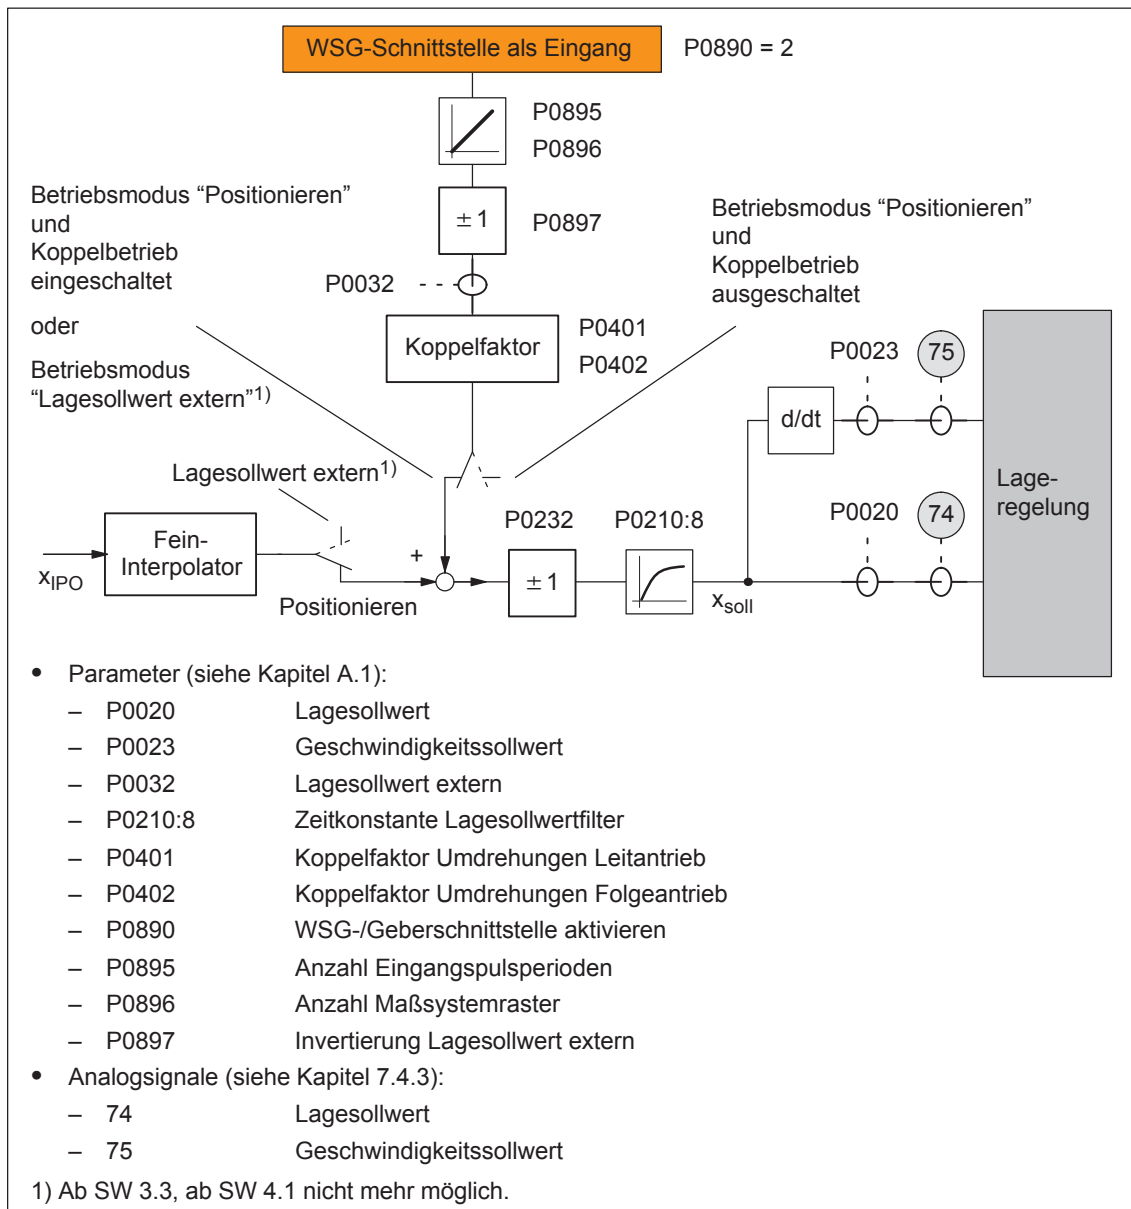 WSG-Schnittstelle als Eingang P0890 = 2
P0895
P0896
± 1 P0897
Betriebsmodus “Positionieren”
und
Koppelbetrieb
eingeschaltet
oder
Betriebsmodus
“Lagesollwert extern”1)
Betriebsmodus “Positionieren”
und
Koppelbetrieb
ausgeschaltet
P0032
Koppelfaktor
P0401
P0402
P0023 75
d/dt
Lage-
regelung
Lagesollwert extern1)
P0232 P0210:8 P0020 74
xIPO
Fein-
Interpolator
+
± 1
xsoll
Positionieren
• Parameter (siehe Kapitel A.1):
– P0020 Lagesollwert
– P0023 Geschwindigkeitssollwert
– P0032 Lagesollwert extern
– P0210:8 Zeitkonstante Lagesollwertfilter
– P0401 Koppelfaktor Umdrehungen Leitantrieb
– P0402 Koppelfaktor Umdrehungen Folgeantrieb
– P0890 WSG-/Geberschnittstelle aktivieren
– P0895 Anzahl Eingangspulsperioden
– P0896 Anzahl Maßsystemraster
– P0897 Invertierung Lagesollwert extern
• Analogsignale (siehe Kapitel 7.4.3):
– 74 Lagesollwert
– 75 Geschwindigkeitssollwert
1) Ab SW 3.3, ab SW 4.1 nicht mehr möglich.